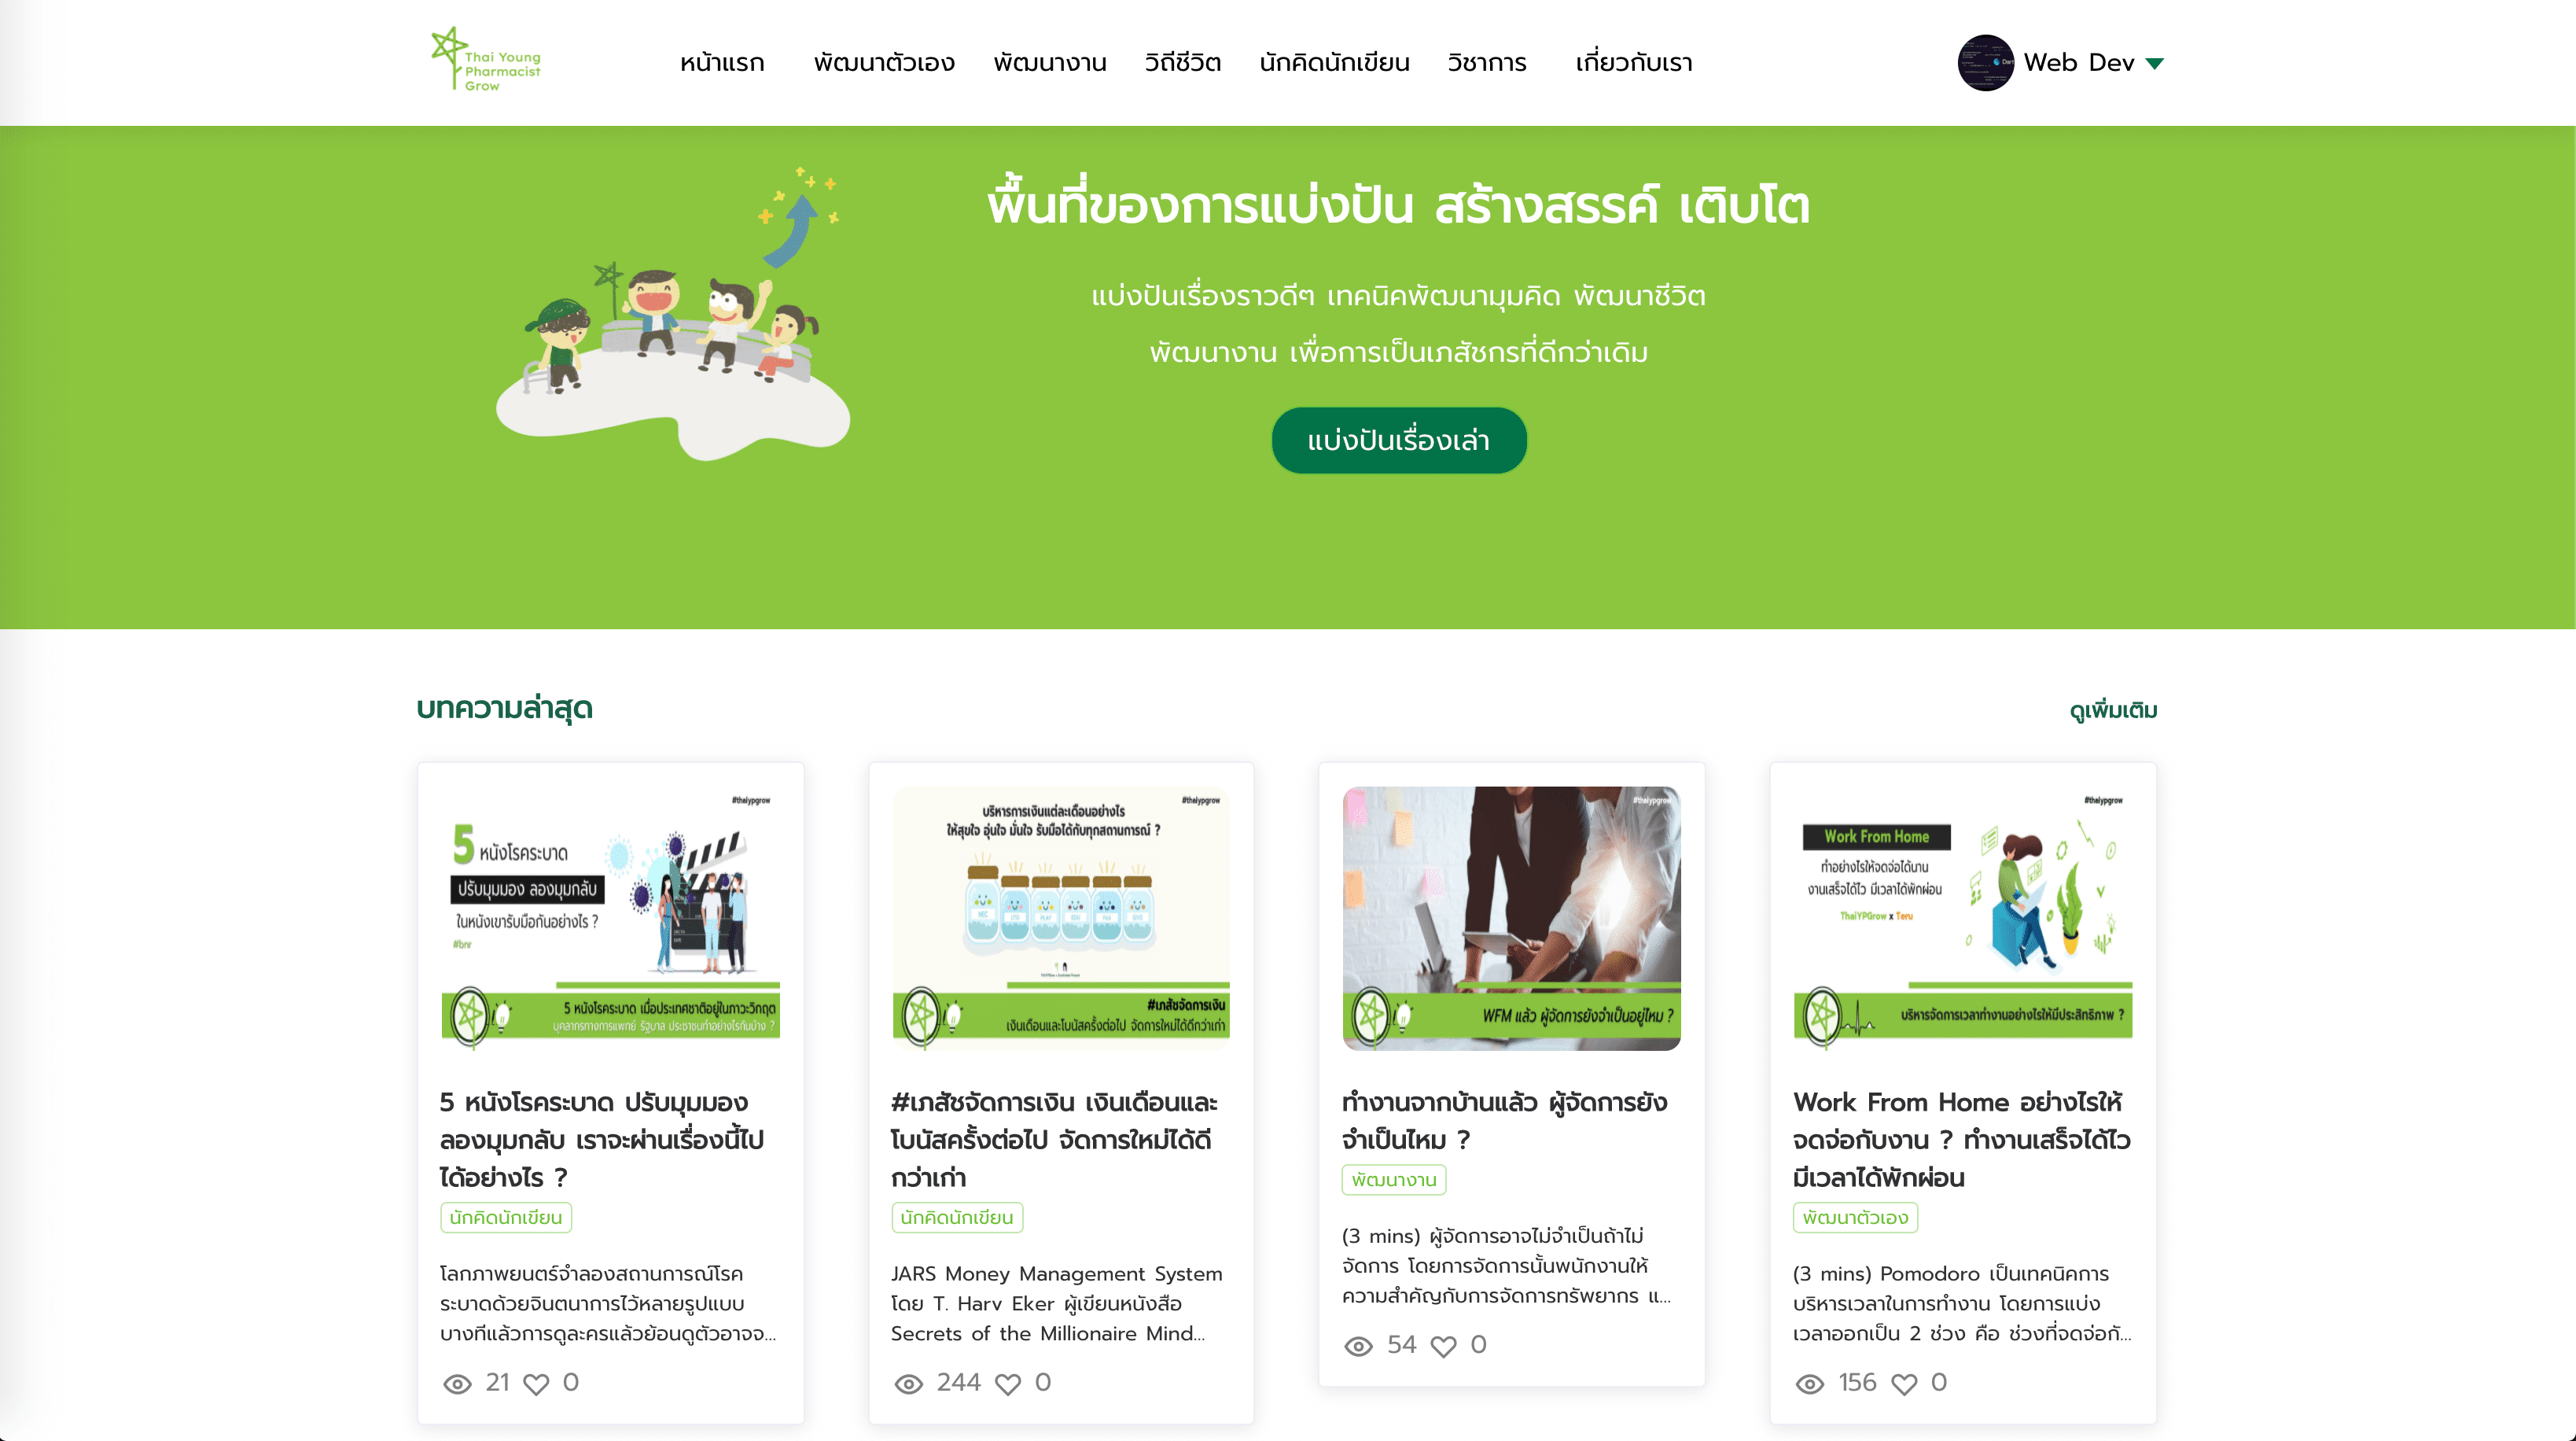 Thai Young
Pharmacist
Grow
หน้าแรก
พัฒนาตัวเอง
พัฒนางาน
วิถีชีวิต
นักคิดนักเขียน
วิชาการ
เกี่ยวกับเรา
Web Dev
พื้นที่ของการแบ่งปัน สร้างสรรค์ เติบโต
แบ่งปันเรื่องราวดีๆ เทคนิคพัฒนามุมคิด พัฒนาชีวิต
พัฒนางาน เพื่อการเป็นเภสัชกรที่ดีกว่าเดิม
แบ่งปันเรื่องเล่า
บทความล่าสุด
ดูเพิ่มเติม
#thaiypgrow
5 หนังโรคระบาด
ปรับมุมมอง ลองมุมกลับ
ในหนังเขารับมือกันอย่างไร ?
#bnr
5 หนังโรคระบาด เมื่อประเทศชาติอยู่ในภาวะวิกฤต
บุคลากรทางการแพทย์ รัฐบาล ประชาชนทำอย่างไรกันบ้าง ?
5 หนังโรคระบาด ปรับมุมมอง
ลองมุมกลับ เราจะผ่านเรื่องนี้ไป
ได้อย่างไร ?
นักคิดนักเขียน
โลกภาพยนตร์จำลองสถานการณ์โรค
ระบาดด้วยจินตนาการไว้หลายรูปแบบ
บางทีแล้วการดูละครแล้วย้อนดูตัวอาจจ...
21 0
#thaiypgrow
บริหารการเงินแต่ละเดือนอย่างไร
ให้สุขใจ อุ่นใจ มั่นใจ รับมือได้กับทุกสถานการณ์ ?
NEC LTS PLAY EDU FFA GIVE
#เภสัชจัดการเงิน
เงินเดือนและโบนัสครั้งต่อไป จัดการใหม่ได้ดีกว่าเก่า
#เภสัชจัดการเงิน เงินเดือนและ
โบนัสครั้งต่อไป จัดการใหม่ได้ดี
กว่าเก่า
นักคิดนักเขียน
JARS Money Management System
โดย T. Harv Eker ผู้เขียนหนังสือ
Secrets of the Millionaire Mind...
244 0
#thaiypgrow
WFM แล้ว ผู้จัดการยังจำเป็นอยู่ไหม ?
ทำงานจากบ้านแล้ว ผู้จัดการยัง
จำเป็นไหม ?
พัฒนางาน
(3 mins) ผู้จัดการอาจไม่จำเป็นถ้าไม่
จัดการ โดยการจัดการนั้นพนักงานให้
ความสำคัญกับการจัดการทรัพยากร แ...
54 0
#thaiypgrow
Work From Home
ทำอย่างไรให้จดจ่อได้นาน
งานเสร็จได้ไว มีเวลาได้พักผ่อน
ThaiYPGrow x Teru
บริหารจัดการเวลาทำงานอย่างไรให้มีประสิทธิภาพ ?
Work From Home อย่างไรให้
จดจ่อกับงาน ? ทำงานเสร็จได้ไว
มีเวลาได้พักผ่อน
พัฒนาตัวเอง
(3 mins) Pomodoro เป็นเทคนิคการ
บริหารเวลาในการทำงาน โดยการแบ่ง
เวลาออกเป็น 2 ช่วง คือ ช่วงที่จดจ่อกั...
156 0